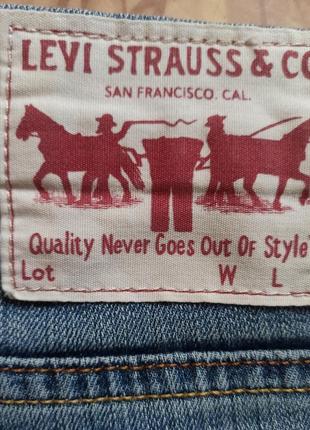 LEVI STRAUSS & CO
SAN FRANCISCO. CAL.
Quality Never Goes Out Of Style
Lot W L